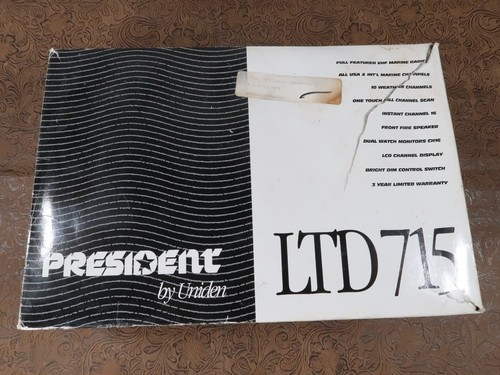 FULL FEATURED VHF MARINE RADIO
ALL USA & INT'L MARINE CHANNELS
10 WEATHER CHANNELS
ONE TOUCH ALL CHANNEL SCAN
INSTANT CHANNEL 16
FRONT FIRE SPEAKER
DUAL WATCH MONITORS CH16
LCD CHANNEL DISPLAY
BRIGHT DIM CONTROL SWITCH
3 YEAR LIMITED WARRANTY
PRESIDENT
by Uniden
LTD 715